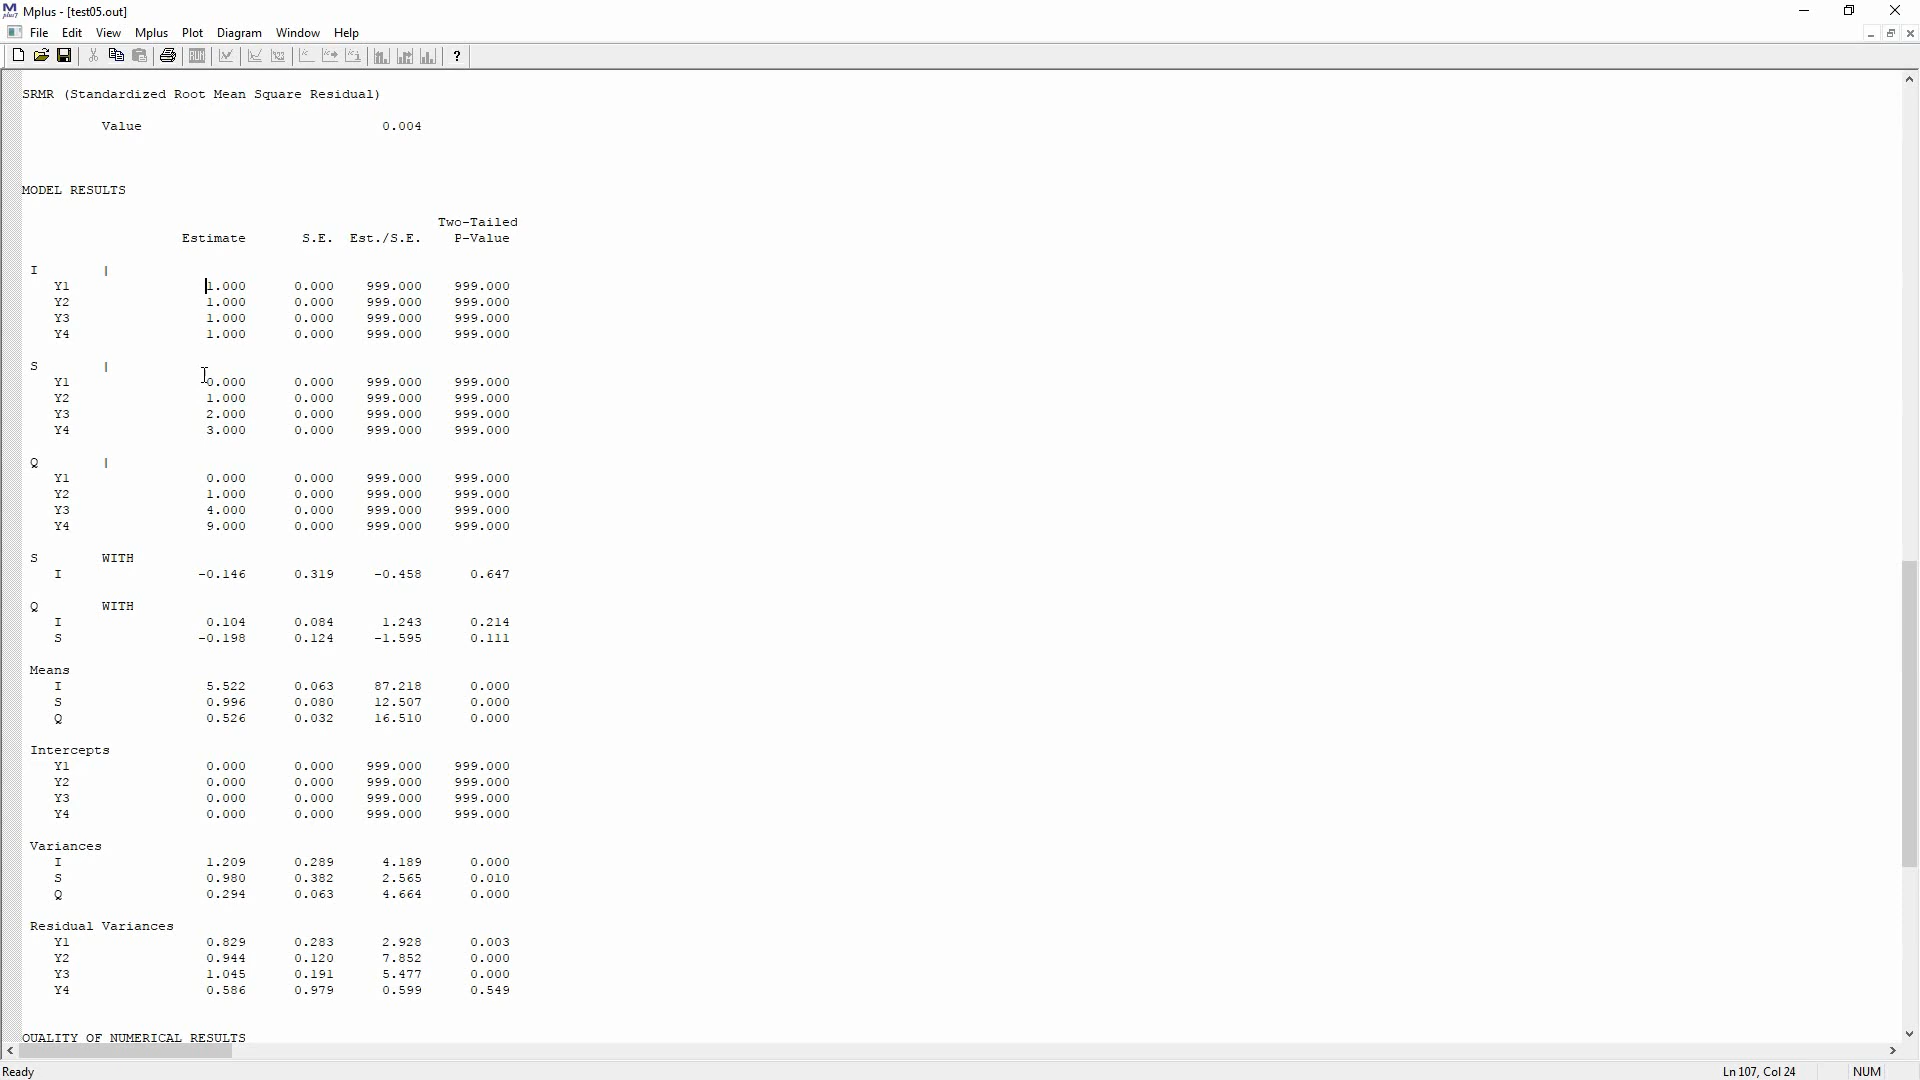 Mplus - [test05.out]
File Edit View Mplus Plot Diagram Window Help
SRMR (Standardized Root Mean Square Residual)
Value 0.004
MODEL RESULTS
Two-Tailed
Estimate S.E. Est./S.E. P-Value
I |
Y1 1.000 0.000 999.000 999.000
Y2 1.000 0.000 999.000 999.000
Y3 1.000 0.000 999.000 999.000
Y4 1.000 0.000 999.000 999.000
S |
Y1 0.000 0.000 999.000 999.000
Y2 1.000 0.000 999.000 999.000
Y3 2.000 0.000 999.000 999.000
Y4 3.000 0.000 999.000 999.000
Q |
Y1 0.000 0.000 999.000 999.000
Y2 1.000 0.000 999.000 999.000
Y3 4.000 0.000 999.000 999.000
Y4 9.000 0.000 999.000 999.000
S WITH
I -0.146 0.319 -0.458 0.647
Q WITH
I 0.104 0.084 1.243 0.214
S -0.198 0.124 -1.595 0.111
Means
I 5.522 0.063 87.218 0.000
S 0.996 0.080 12.507 0.000
Q 0.526 0.032 16.510 0.000
Intercepts
Y1 0.000 0.000 999.000 999.000
Y2 0.000 0.000 999.000 999.000
Y3 0.000 0.000 999.000 999.000
Y4 0.000 0.000 999.000 999.000
Variances
I 1.209 0.289 4.189 0.000
S 0.980 0.382 2.565 0.010
Q 0.294 0.063 4.664 0.000
Residual Variances
Y1 0.829 0.283 2.928 0.003
Y2 0.944 0.120 7.852 0.000
Y3 1.045 0.191 5.477 0.000
Y4 0.586 0.979 0.599 0.549
QUALITY OF NUMERICAL RESULTS
Ready Ln 107, Col 24 NUM